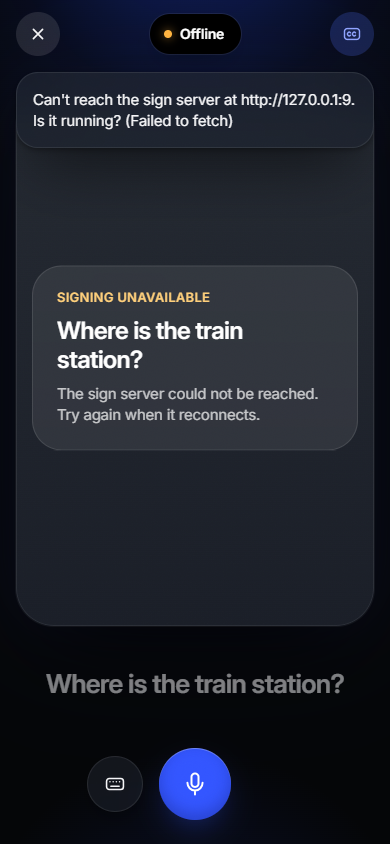 Offline
CC
Can't reach the sign server at http://127.0.0.1:9.
Is it running? (Failed to fetch)
SIGNING UNAVAILABLE
Where is the train
station?
The sign server could not be reached.
Try again when it reconnects.
Where is the train station?